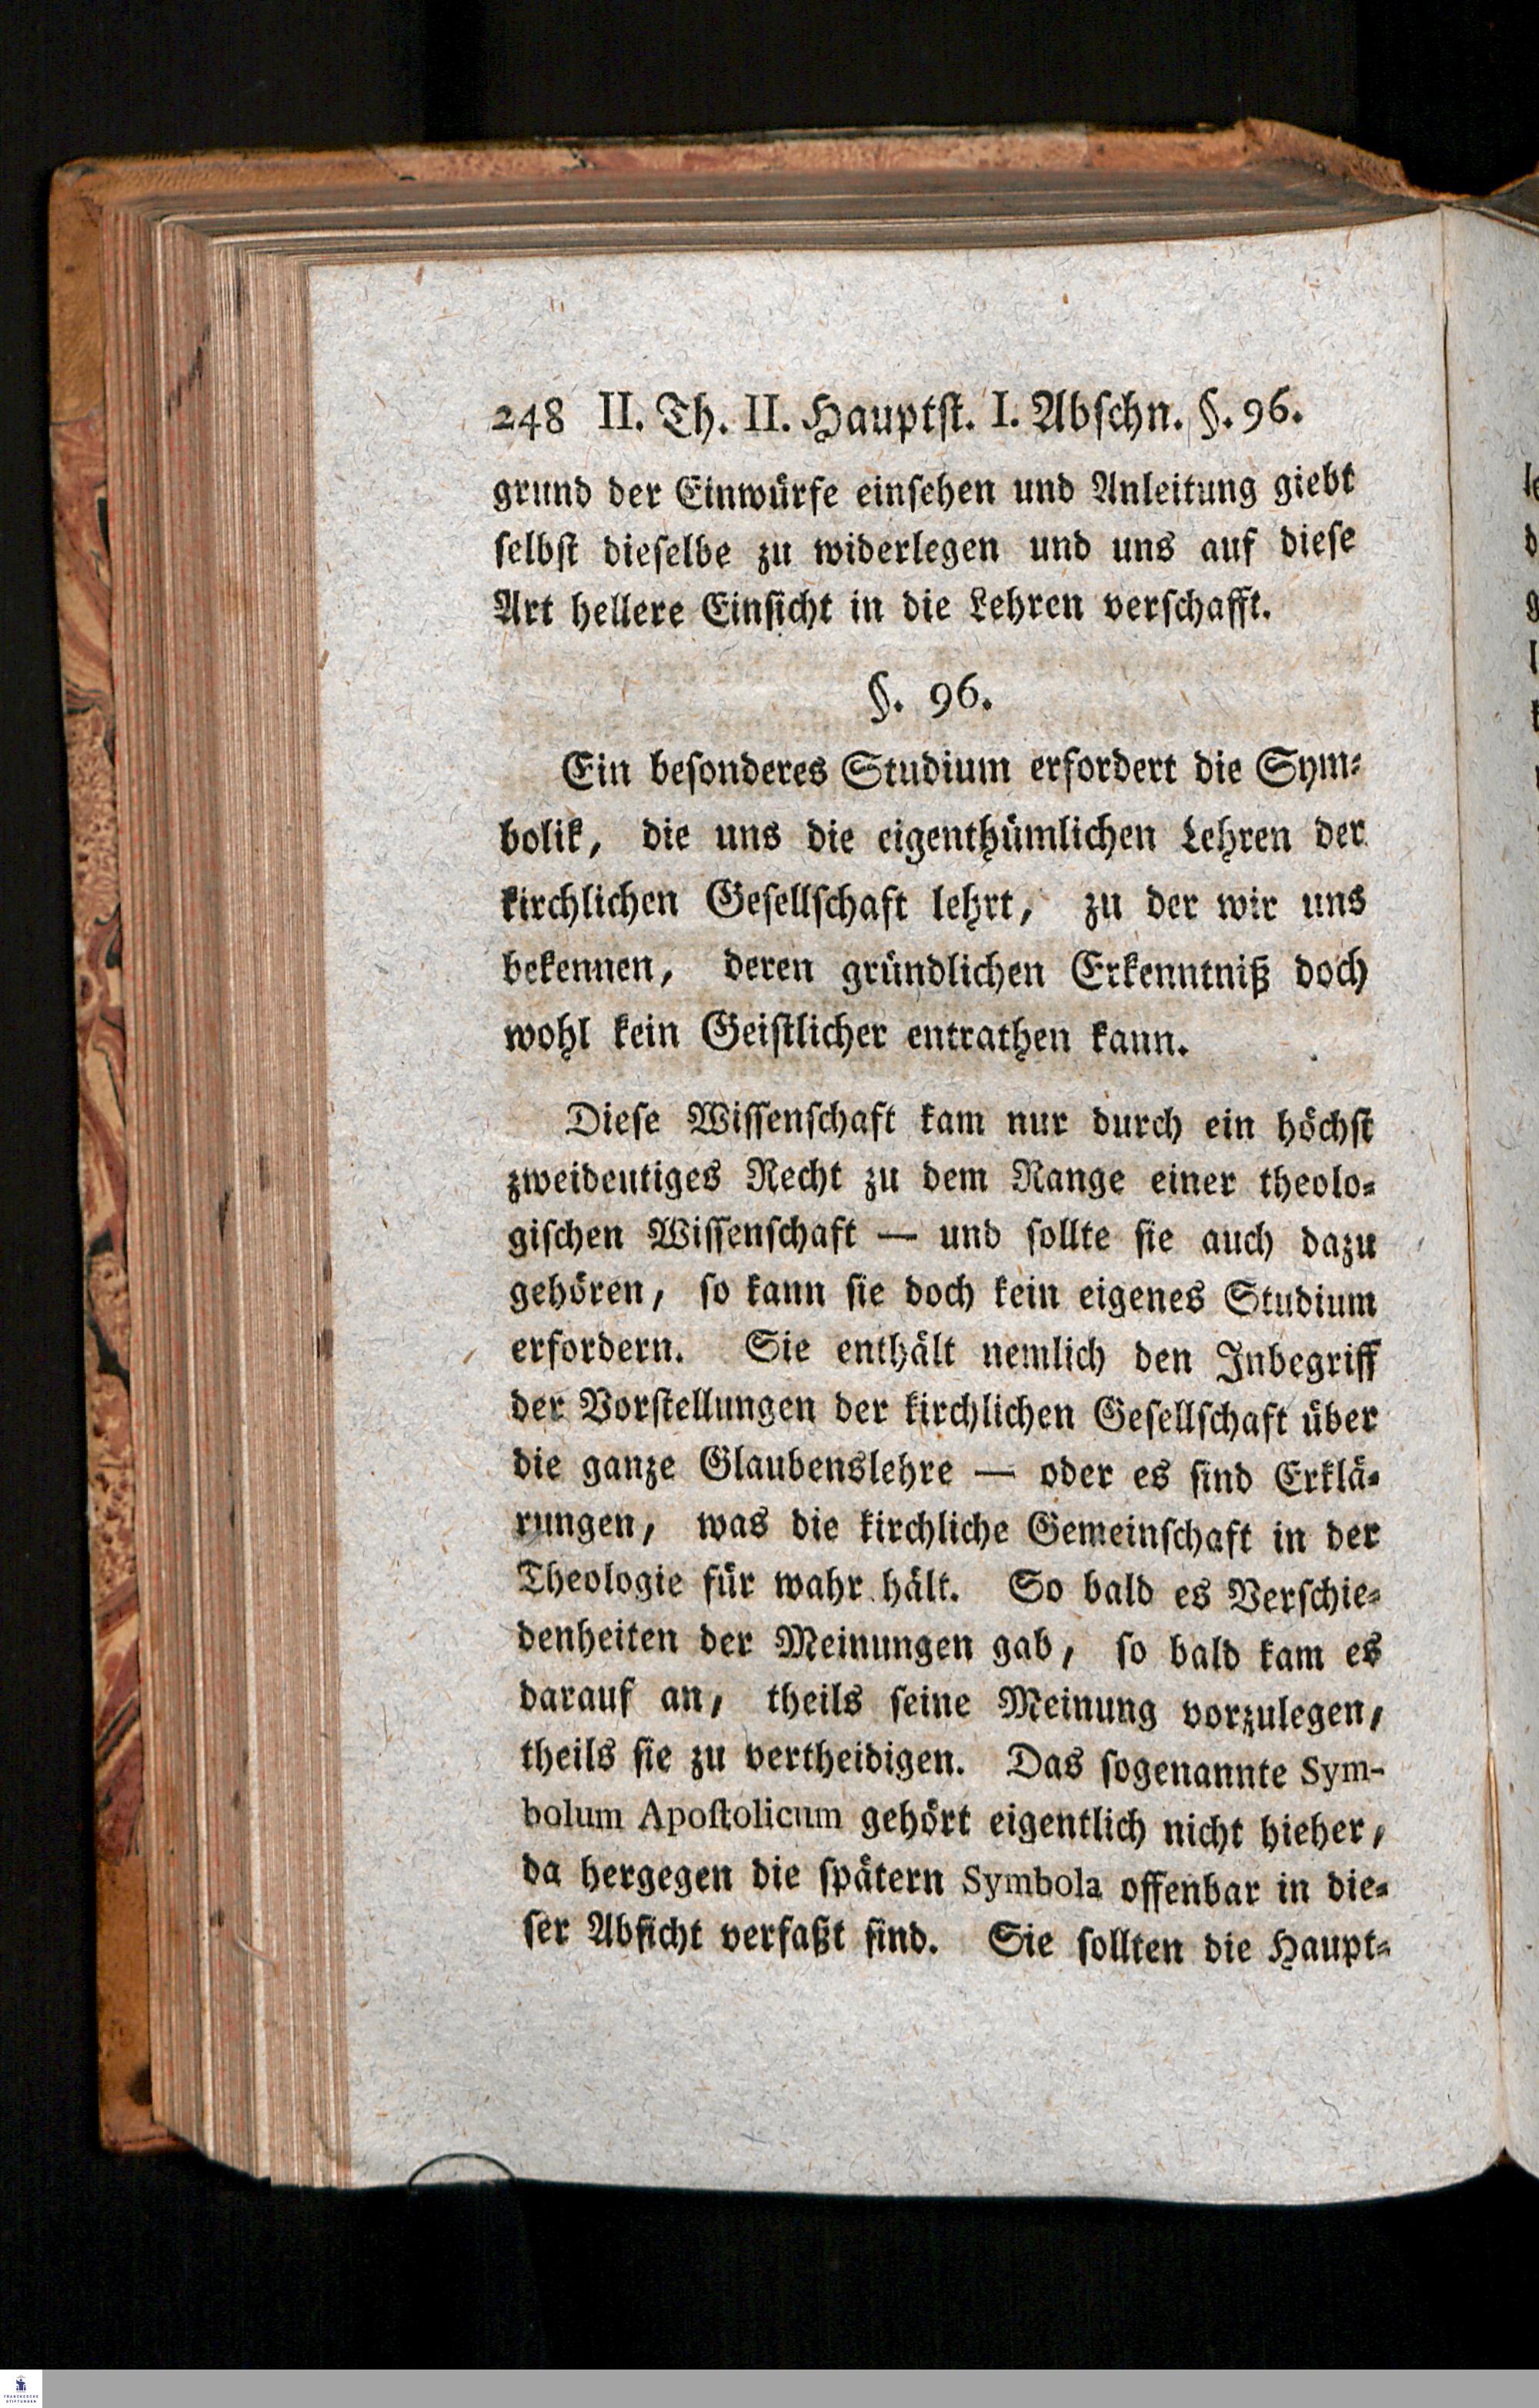 248 II. Th. II. Hauptst. I. Abschn. §. 96.
grund der Einwürfe einsehen und Anleitung giebt
selbst dieselbe zu widerlegen und uns auf diese
Art hellere Einsicht in die Lehren verschafft.
§. 96.
Ein besonderes Studium erfordert die Sym-
bolik, die uns die eigenthümlichen Lehren der
kirchlichen Gesellschaft lehrt, zu der wir uns
bekennen, deren gründlichen Erkenntniß doch
wohl kein Geistlicher entrathen kann.
Diese Wissenschaft kam nur durch ein höchst
zweideutiges Recht zu dem Range einer theolo-
gischen Wissenschaft — und sollte sie auch dazu
gehören, so kann sie doch kein eigenes Studium
erfordern. Sie enthält nemlich den Inbegriff
der Vorstellungen der kirchlichen Gesellschaft über
die ganze Glaubenslehre — oder es sind Erklä-
rungen, was die kirchliche Gemeinschaft in der
Theologie für wahr hält. So bald es Verschie-
denheiten der Meinungen gab, so bald kam es
darauf an, theils seine Meinung vorzulegen,
theils sie zu vertheidigen. Das sogenannte Sym-
bolum Apostolicum gehört eigentlich nicht hieher,
da hergegen die spätern Symbola offenbar in die-
ser Absicht verfaßt sind. Sie sollten die Haupt-
FRANCKESCHE
STIFTUNGEN